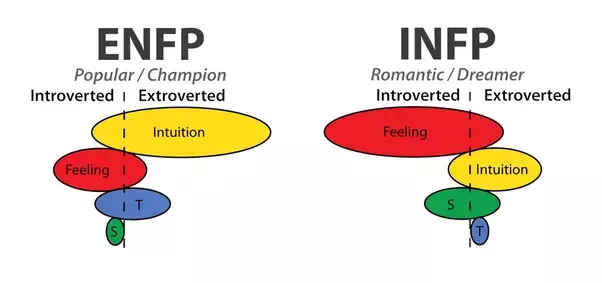 ENFP
Popular / Champion
Introverted Extroverted
Intuition
Feeling
T
S
INFP
Romantic / Dreamer
Introverted Extroverted
Feeling
Intuition
S
T